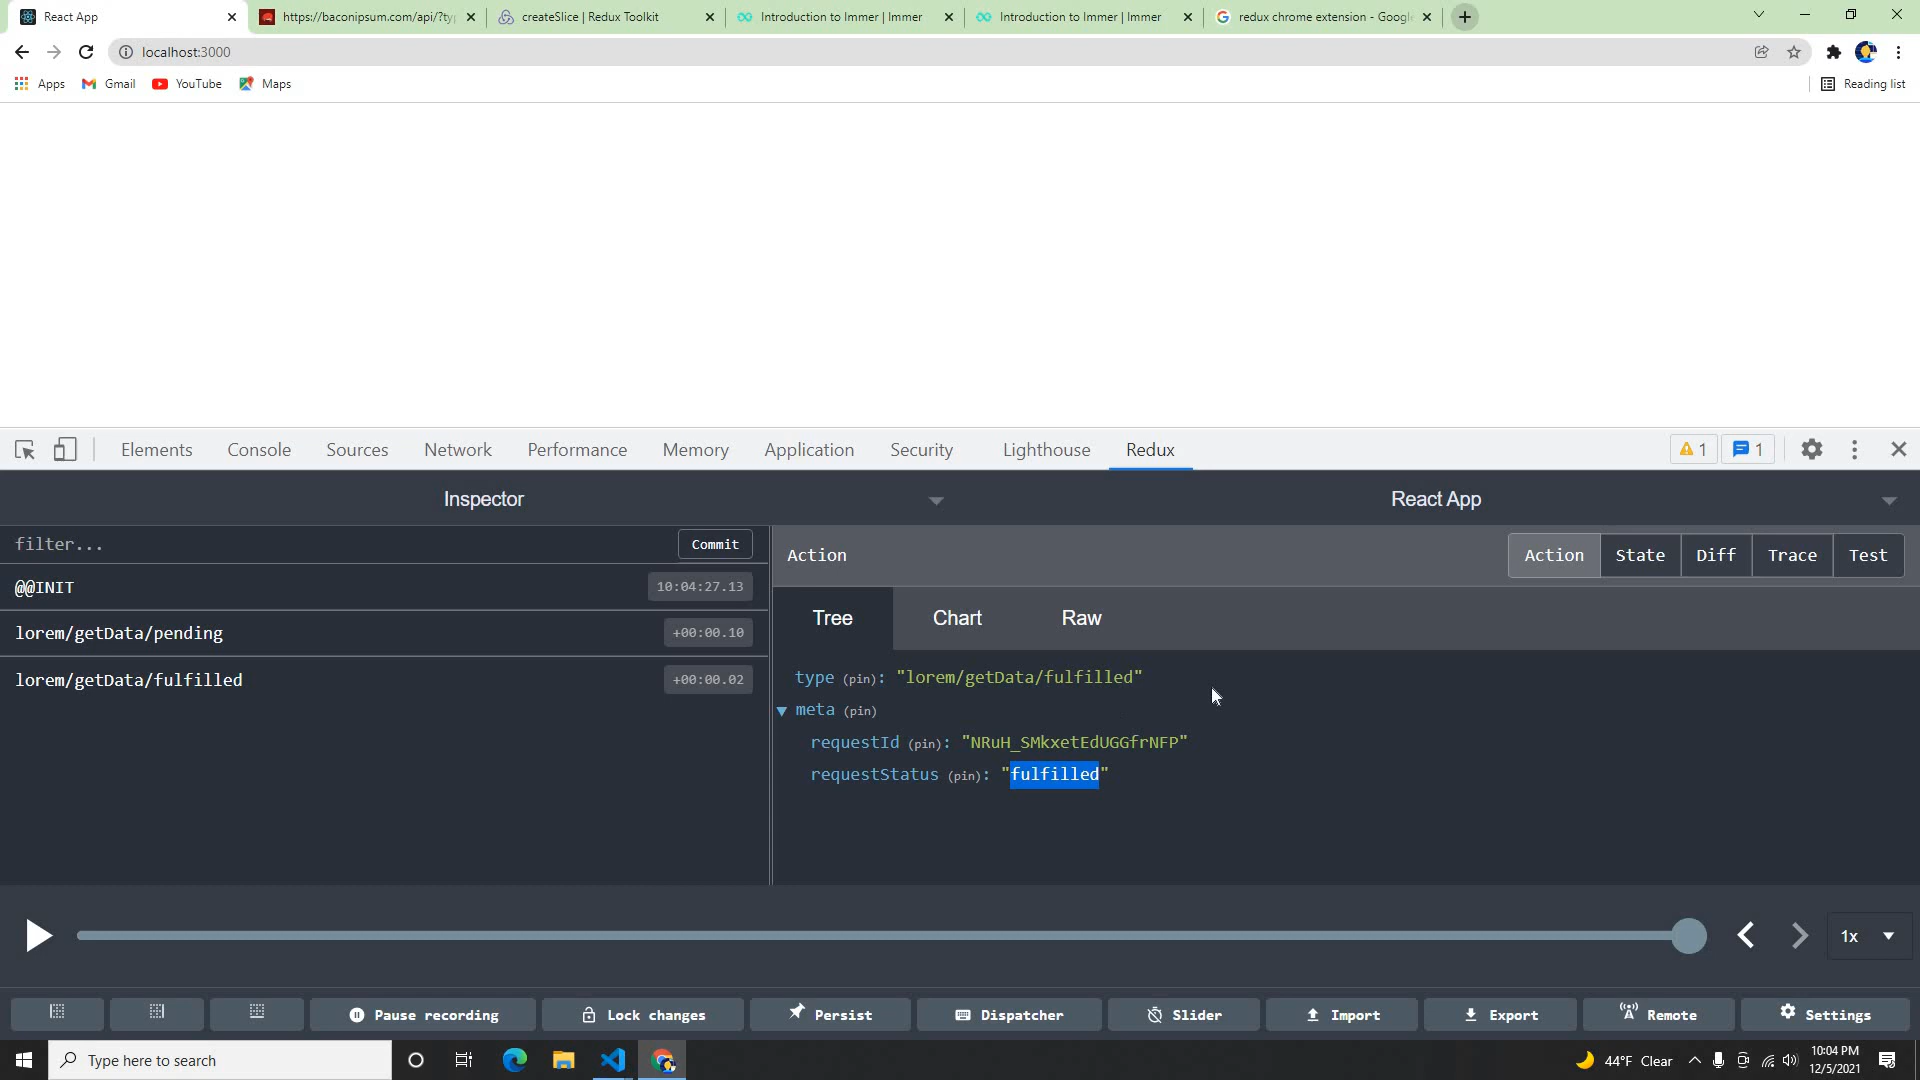 React App
https://baconipsum.com/api/?ty
createSlice | Redux Toolkit
Introduction to Immer | Immer
Introduction to Immer | Immer
redux chrome extension - Googl
localhost:3000
Apps
Gmail
YouTube
Maps
Reading list
Elements
Console
Sources
Network
Performance
Memory
Application
Security
Lighthouse
Redux
1
1
Inspector
React App
filter...
Commit
Action
Action
State
Diff
Trace
Test
@@INIT
10:04:27.13
lorem/getData/pending
+00:00.10
lorem/getData/fulfilled
+00:00.02
Tree
Chart
Raw
type (pin): "lorem/getData/fulfilled"
meta (pin)
requestId (pin): "NRuH_SMkxetEdUGGfrNFP"
requestStatus (pin): "fulfilled"
1x
Pause recording
Lock changes
Persist
Dispatcher
Slider
Import
Export
Remote
Settings
Type here to search
44°F Clear
10:04 PM
12/5/2021